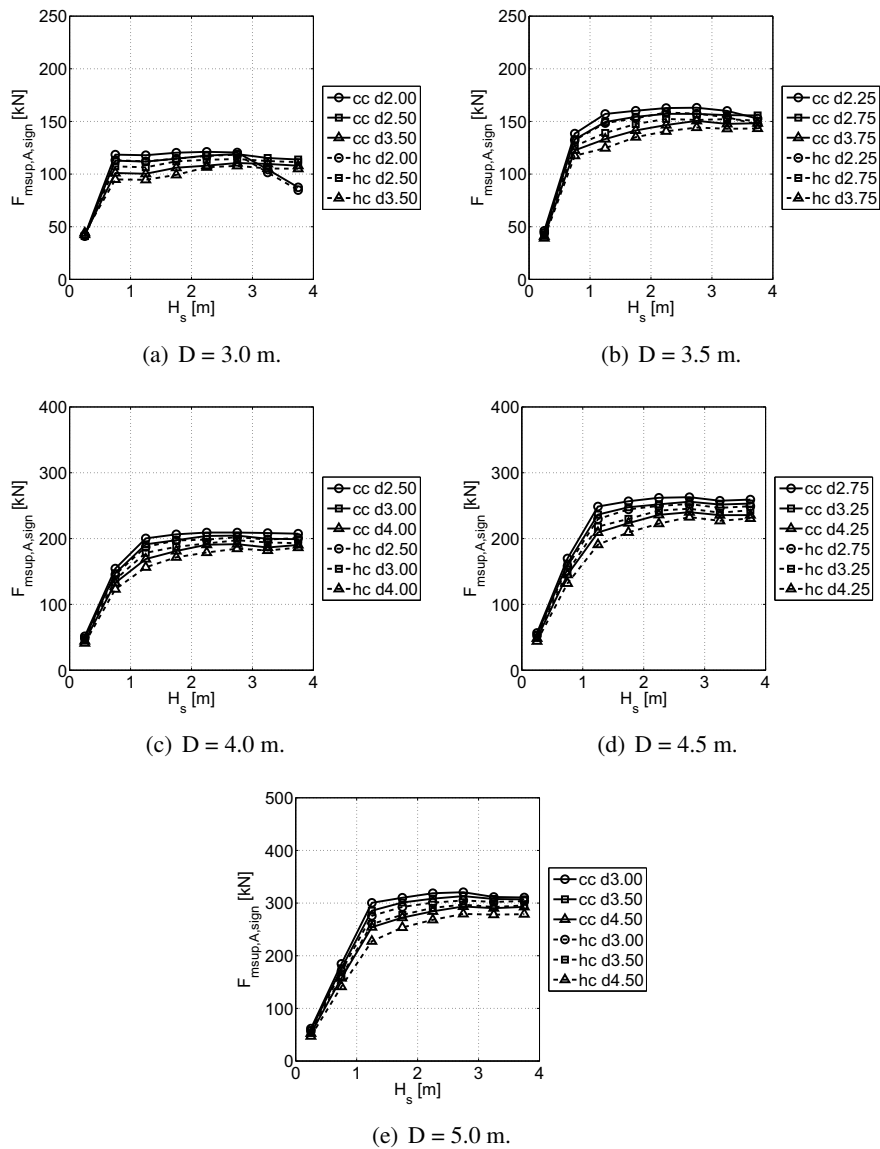 250
200
150
100
50
0
F_msup,A,sign [kN]
0 1 2 3 4
H_s [m]
cc d2.00
cc d2.50
cc d3.50
hc d2.00
hc d2.50
hc d3.50
(a) D = 3.0 m.
250
200
150
100
50
0
F_msup,A,sign [kN]
0 1 2 3 4
H_s [m]
cc d2.25
cc d2.75
cc d3.75
hc d2.25
hc d2.75
hc d3.75
(b) D = 3.5 m.
400
300
200
100
0
F_msup,A,sign [kN]
0 1 2 3 4
H_s [m]
cc d2.50
cc d3.00
cc d4.00
hc d2.50
hc d3.00
hc d4.00
(c) D = 4.0 m.
400
300
200
100
0
F_msup,A,sign [kN]
0 1 2 3 4
H_s [m]
cc d2.75
cc d3.25
cc d4.25
hc d2.75
hc d3.25
hc d4.25
(d) D = 4.5 m.
500
400
300
200
100
0
F_msup,A,sign [kN]
0 1 2 3 4
H_s [m]
cc d3.00
cc d3.50
cc d4.50
hc d3.00
hc d3.50
hc d4.50
(e) D = 5.0 m.